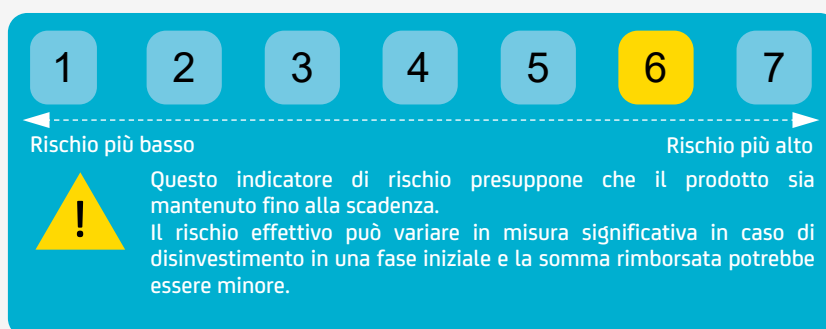 1 2 3 4 5 6 7
Rischio più basso Rischio più alto
!
Questo indicatore di rischio presuppone che il prodotto sia
mantenuto fino alla scadenza.
Il rischio effettivo può variare in misura significativa in caso di
disinvestimento in una fase iniziale e la somma rimborsata potrebbe
essere minore.